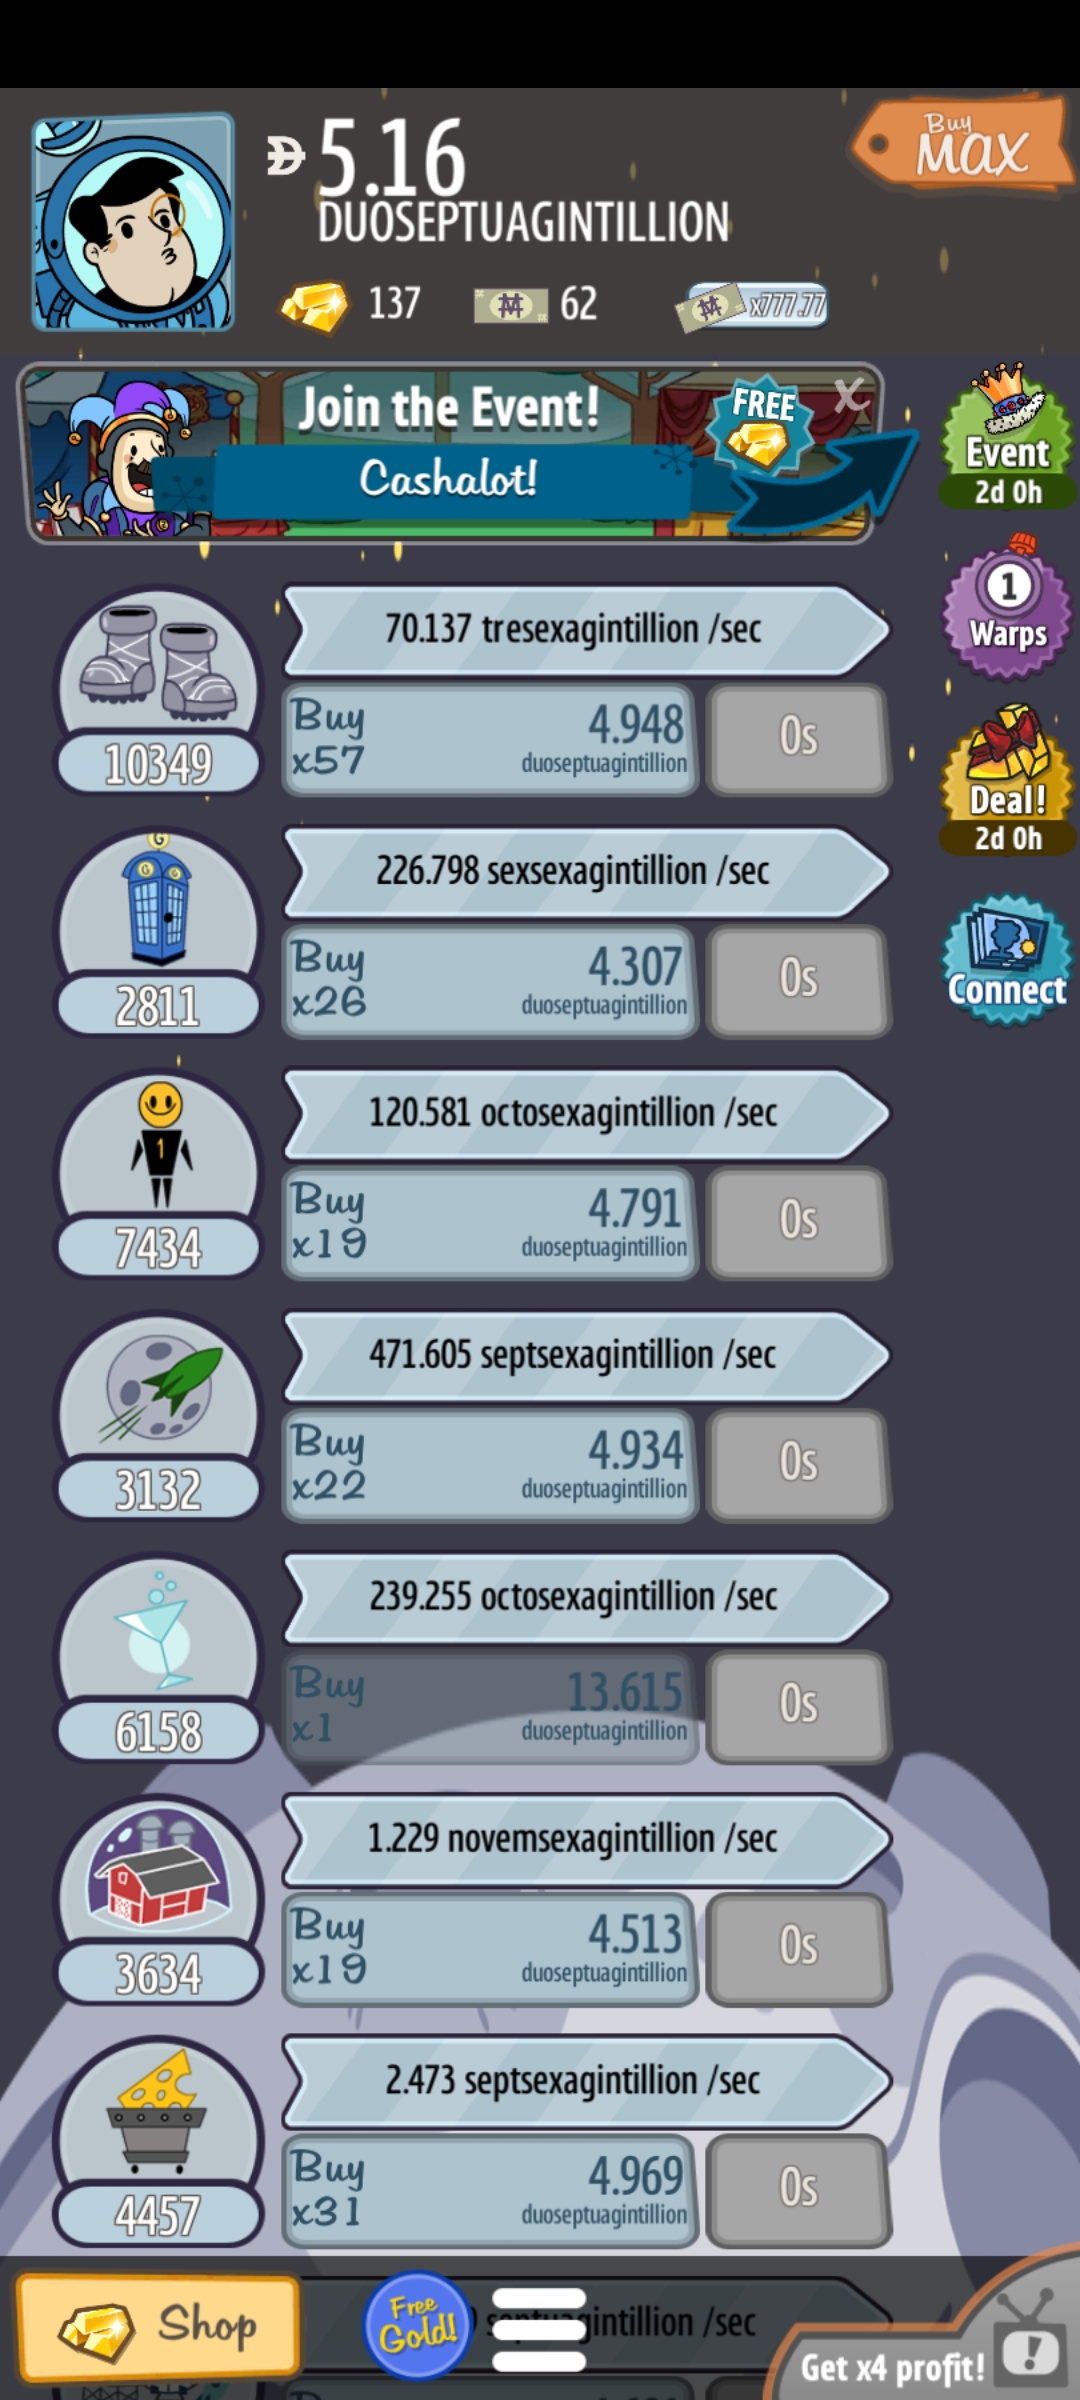 Buy
MAX
5.16
DUOSEPTUAGINTILLION
137
62
x777.77
Join the Event!
Cashalot!
FREE
X
Event
2d 0h
1
Warps
Deal!
2d 0h
Connect
70.137 tresexagintillion /sec
Buy
x57
4.948
duoseptuagintillion
0s
10349
226.798 sexsexagintillion /sec
Buy
x26
4.307
duoseptuagintillion
0s
G
G G
2811
120.581 octosexagintillion /sec
Buy
x19
4.791
duoseptuagintillion
0s
1
7434
471.605 septsexagintillion /sec
Buy
x22
4.934
duoseptuagintillion
0s
3132
239.255 octosexagintillion /sec
Buy
x1
13.615
duoseptuagintillion
0s
6158
1.229 novemsexagintillion /sec
Buy
x19
4.513
duoseptuagintillion
0s
3634
2.473 septsexagintillion /sec
Buy
x31
4.969
duoseptuagintillion
0s
4457
Shop
Free
Gold!
/sec
Get x4 profit!
!